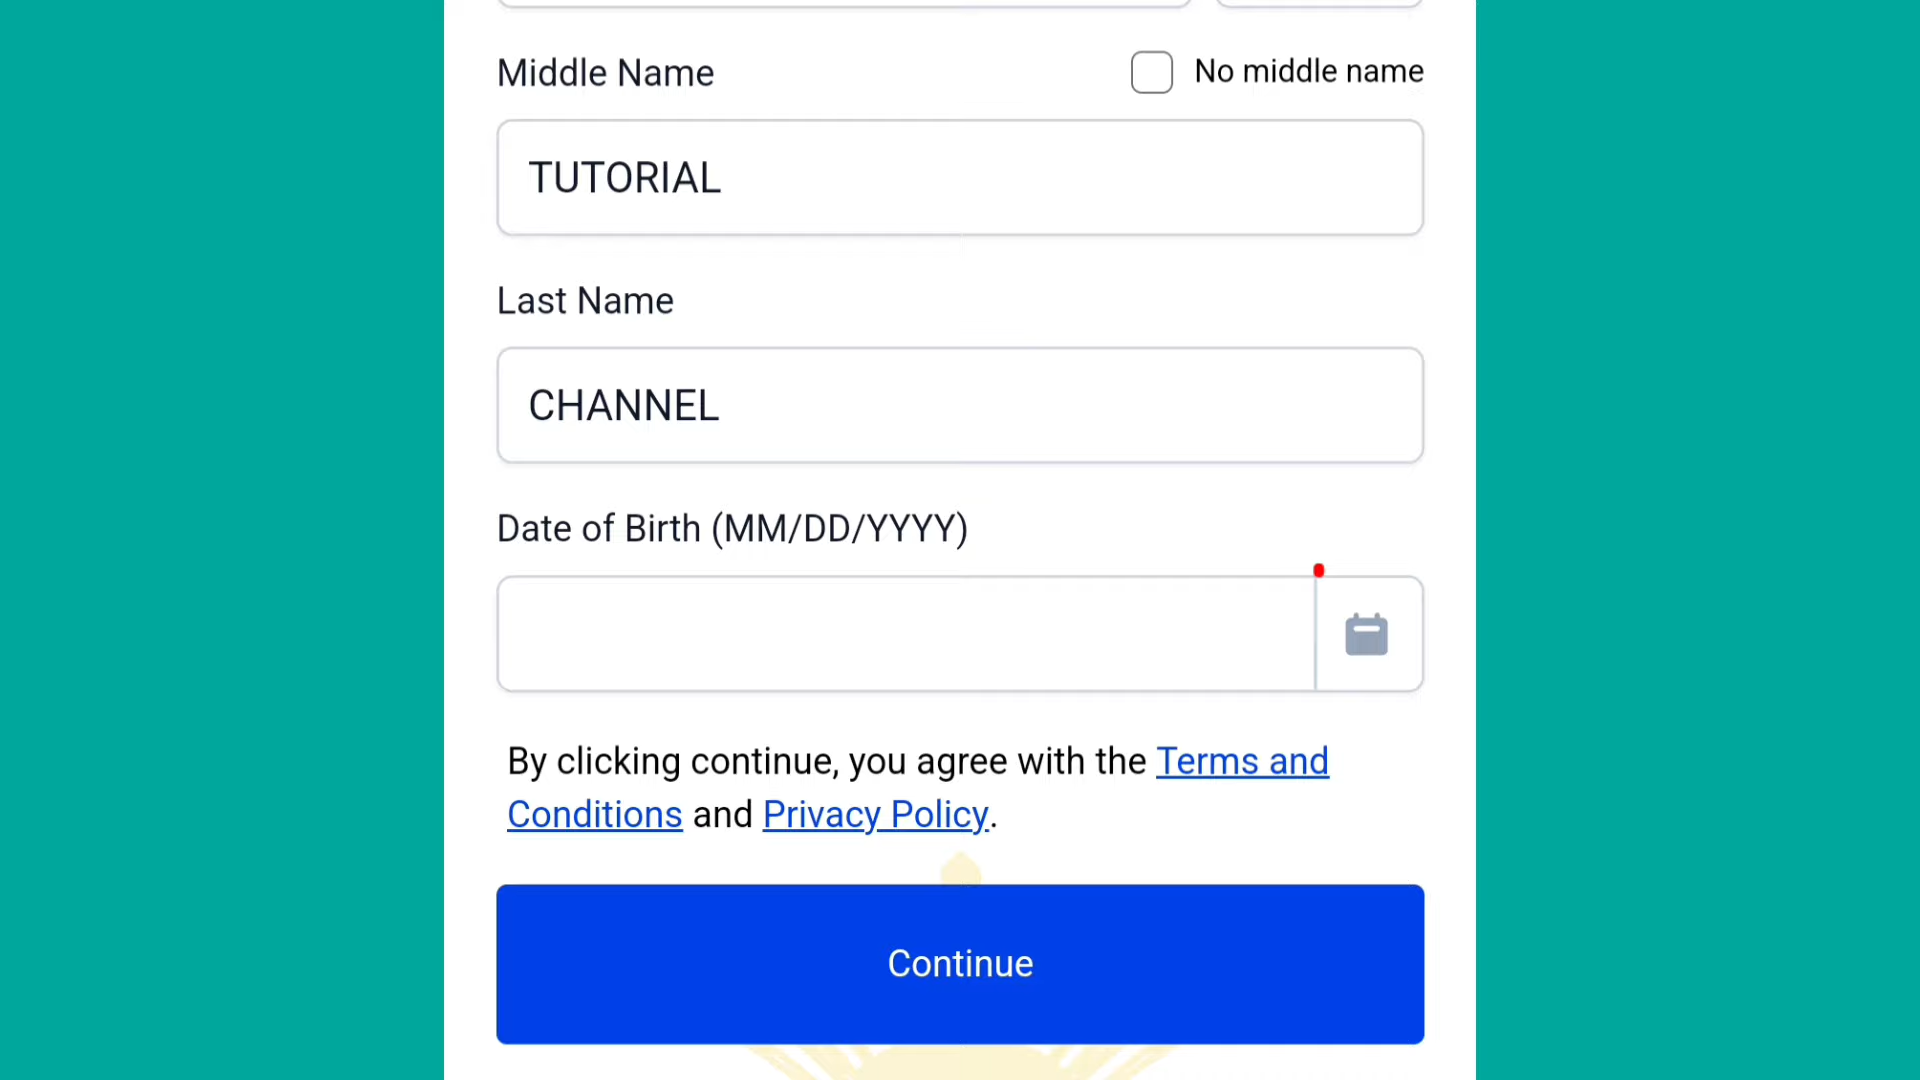 Middle Name
No middle name
TUTORIAL
Last Name
CHANNEL
Date of Birth (MM/DD/YYYY)
By clicking continue, you agree with the Terms and
Conditions and Privacy Policy.
Continue